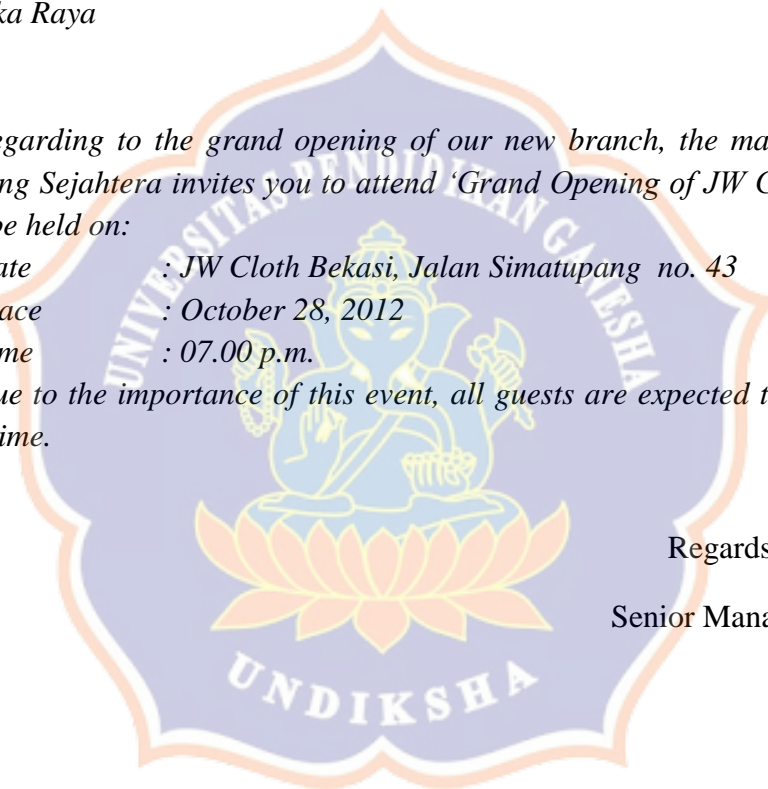 ka Raya
egarding to the grand opening of our new branch, the ma
ng Sejahtera invites you to attend ‘Grand Opening of JW C
be held on:
ate : JW Cloth Bekasi, Jalan Simatupang no. 43
ace : October 28, 2012
me : 07.00 p.m.
ue to the importance of this event, all guests are expected t
ime.
Regards
Senior Mana
UNIVERSITAS PENDIDIKAN GANESHA
UNDIKSHA